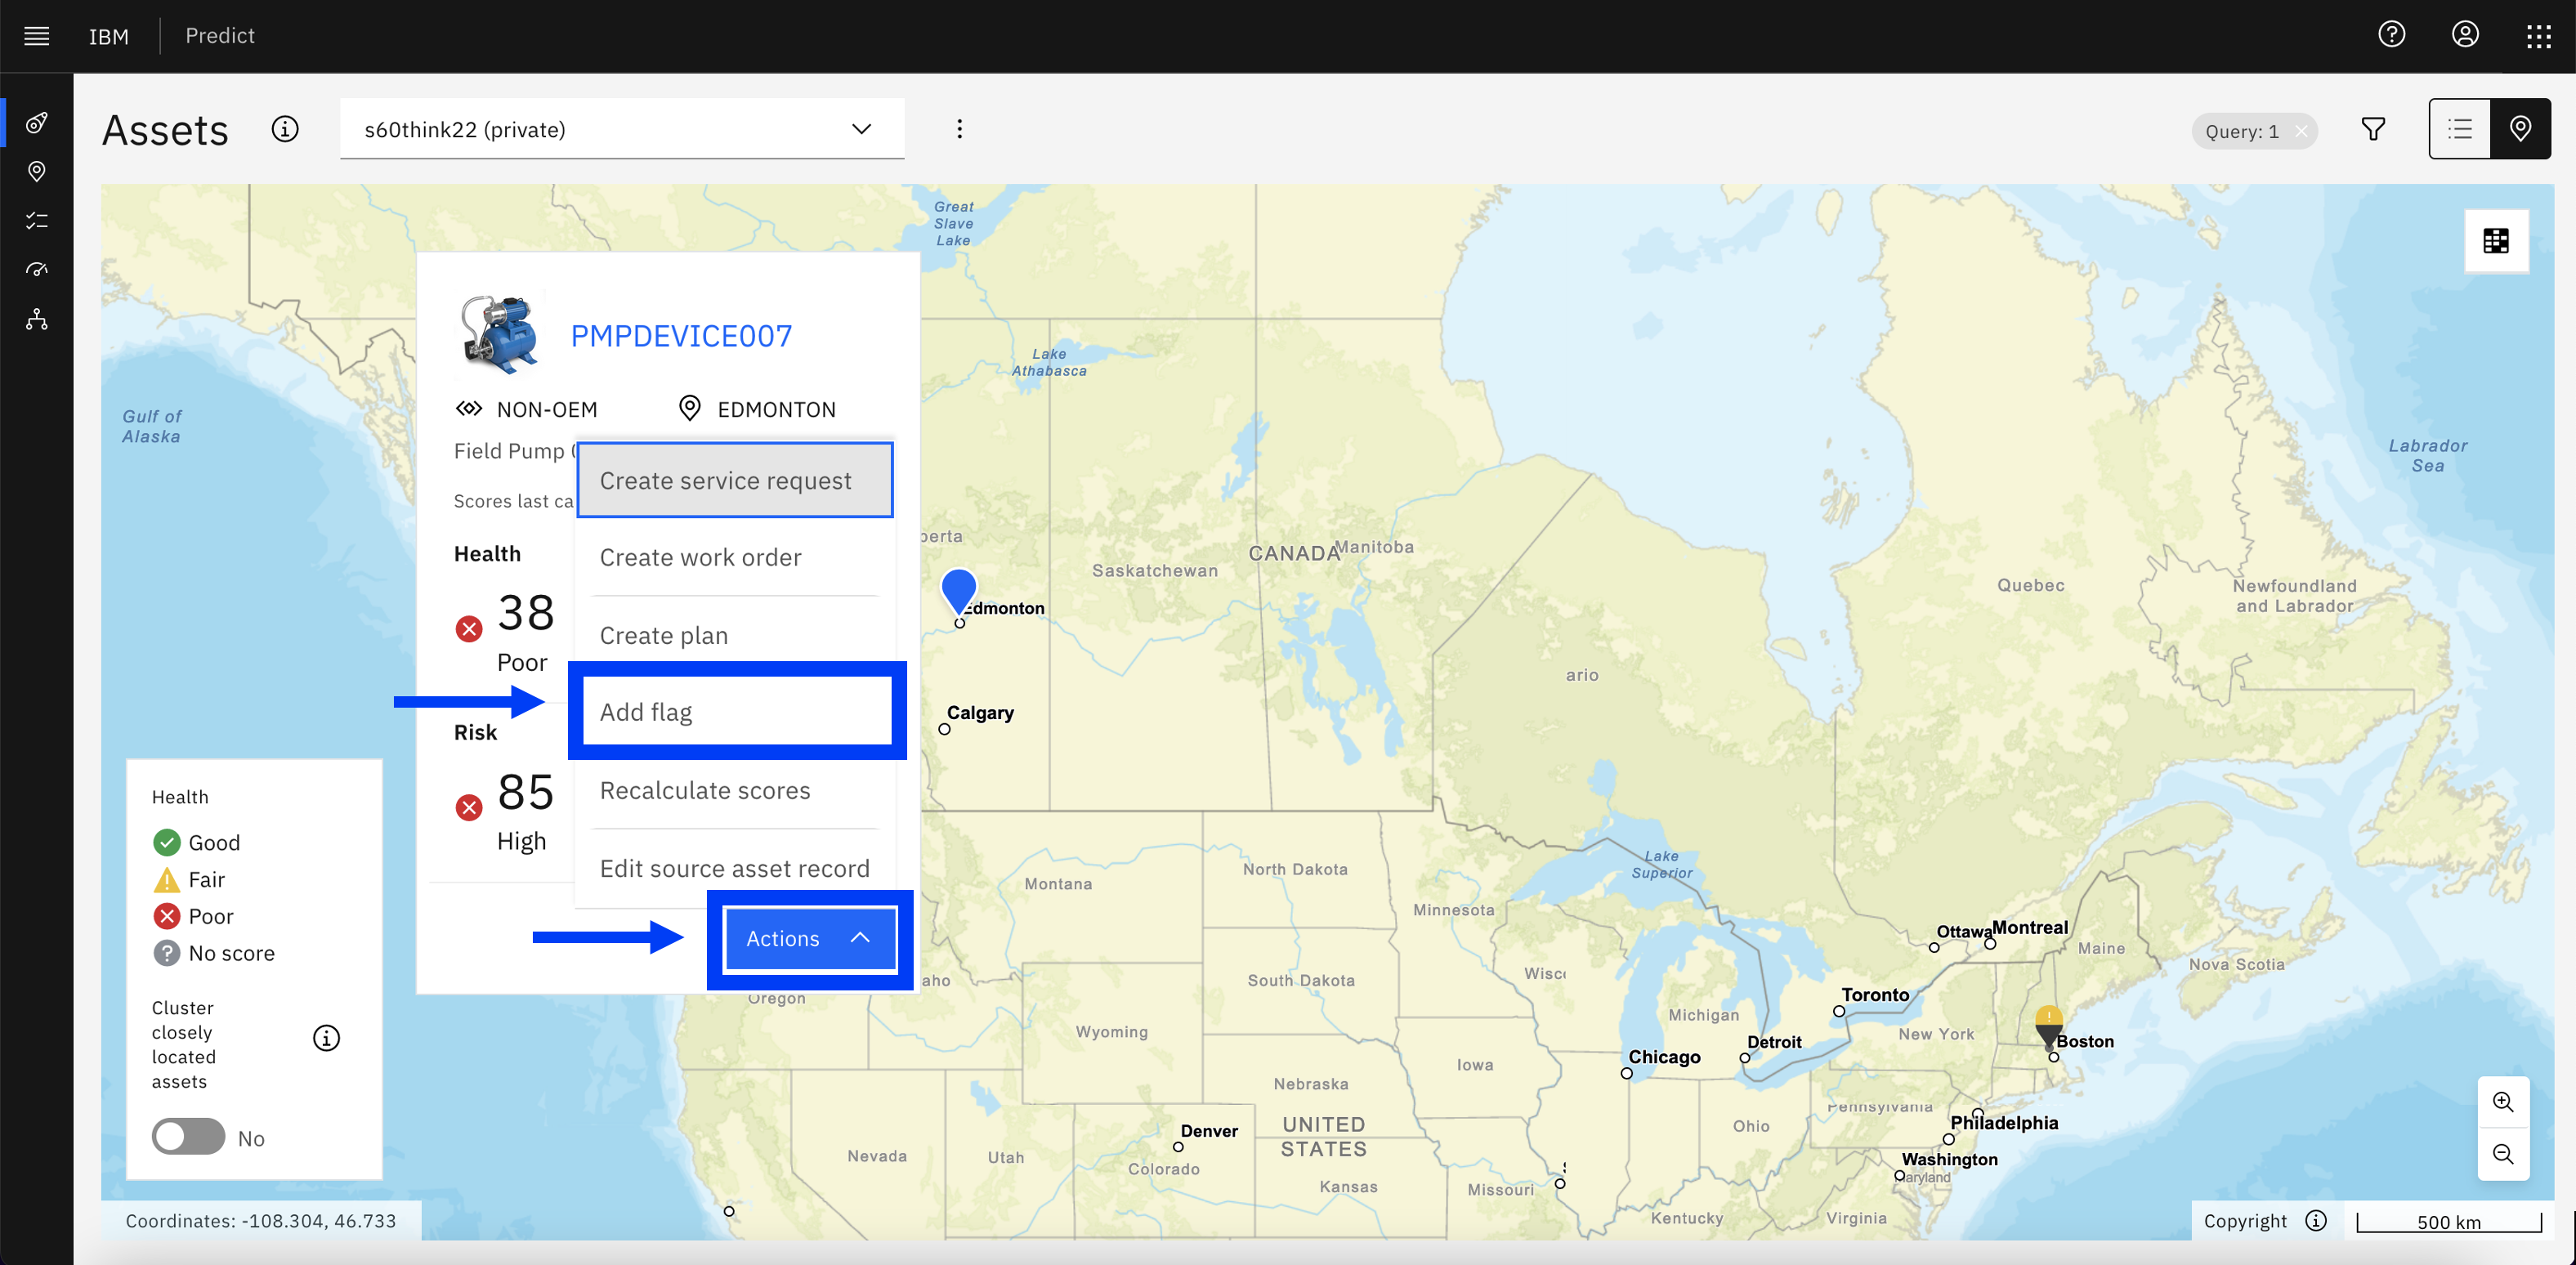 IBM
Predict
Assets
s60think22 (private)
Query: 1
Great
Slave
Lake
PMPDEVICE007
NON-OEM
EDMONTON
Field Pump
Scores last ca
Create service request
Create work order
Create plan
Add flag
Recalculate scores
Edit source asset record
Actions
Health
38
Poor
Risk
85
High
Health
Good
Fair
Poor
No score
Cluster
closely
located
assets
No
Coordinates: -108.304, 46.733
Gulf of
Alaska
Lake
Athabasca
berta
Saskatchewan
CANADA
Manitoba
Edmonton
Calgary
ario
Quebec
Newfoundland
and Labrador
Labrador
Sea
Lake
Superior
Montana
North Dakota
Minnesota
South Dakota
Wisc
Michigan
aho
Oregon
Wyoming
Iowa
Nebraska
UNITED
STATES
Nevada
Utah
Colorado
Denver
Kansas
Missouri
Kentucky
Virginia
Ohio
Chicago
Detroit
Toronto
Ottawa
Montreal
Maine
Nova Scotia
New York
Boston
Pennsylvania
Philadelphia
Washington
aryland
Copyright
500 km